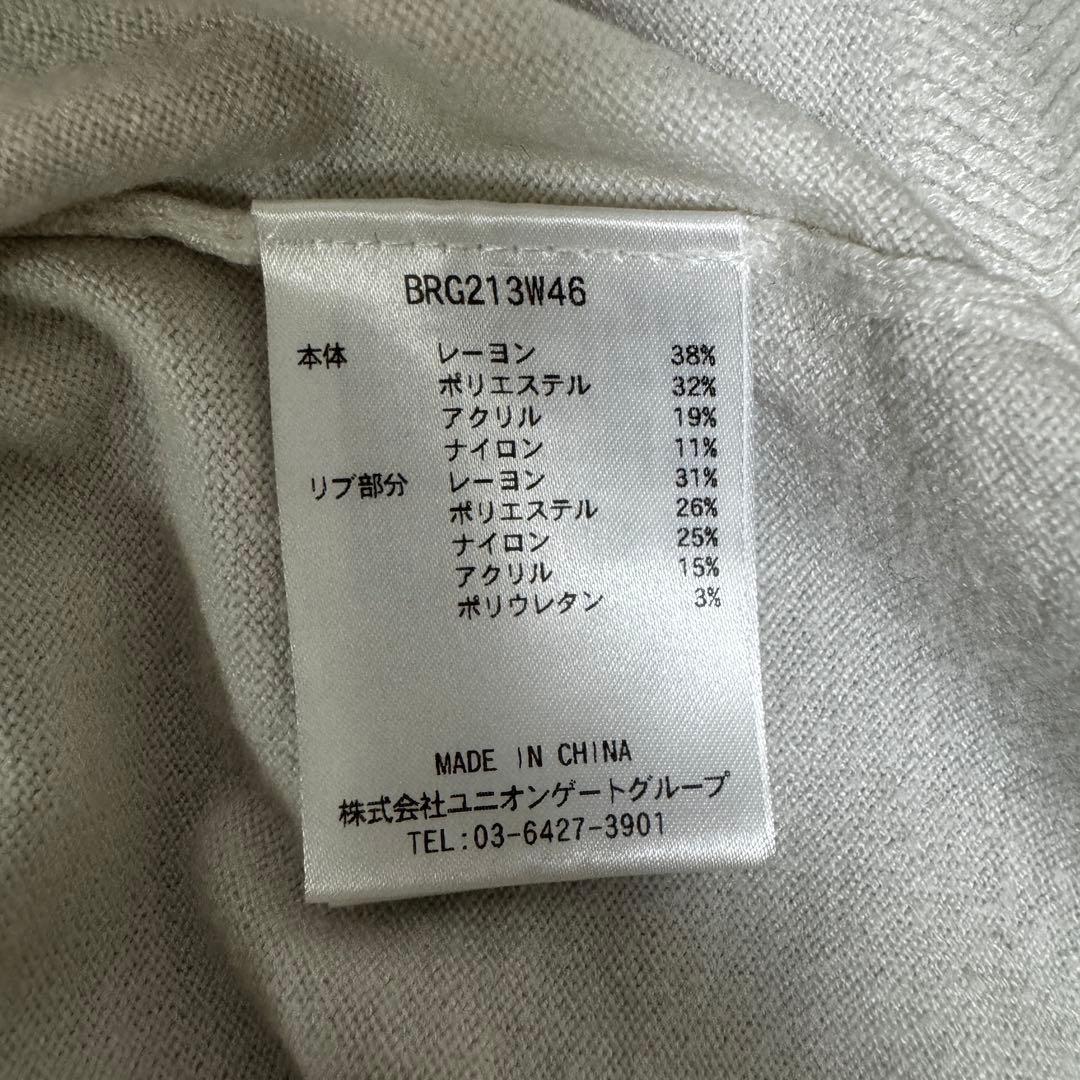 BRG213W46
本体 レーヨン 38%
ポリエステル 32%
アクリル 19%
ナイロン 11%
リブ部分 レーヨン 31%
ポリエステル 26%
ナイロン 25%
アクリル 15%
ポリウレタン 3%
MADE IN CHINA
株式会社ユニオンゲートグループ
TEL:03-6427-3901